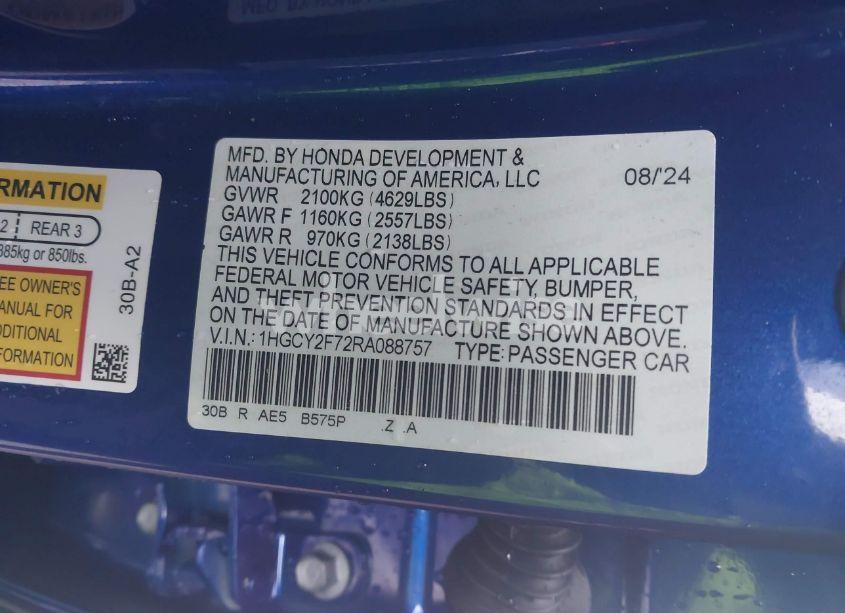 ORMATION
2 REAR 3
385kg or 850lbs.
EE OWNER'S
ANUAL FOR
DDITIONAL
FORMATION
30B-A2
MFD. BY HONDA DEVELOPMENT &
MANUFACTURING OF AMERICA, LLC 08/'24
GVWR 2100KG (4629LBS)
GAWR F 1160KG (2557LBS)
GAWR R 970KG (2138LBS)
THIS VEHICLE CONFORMS TO ALL APPLICABLE
FEDERAL MOTOR VEHICLE SAFETY, BUMPER,
AND THEFT PREVENTION STANDARDS IN EFFECT
ON THE DATE OF MANUFACTURE SHOWN ABOVE.
V.I.N.: 1HGCY2F72RA088757 TYPE: PASSENGER CAR
30B R AE5 B575P .Z .A